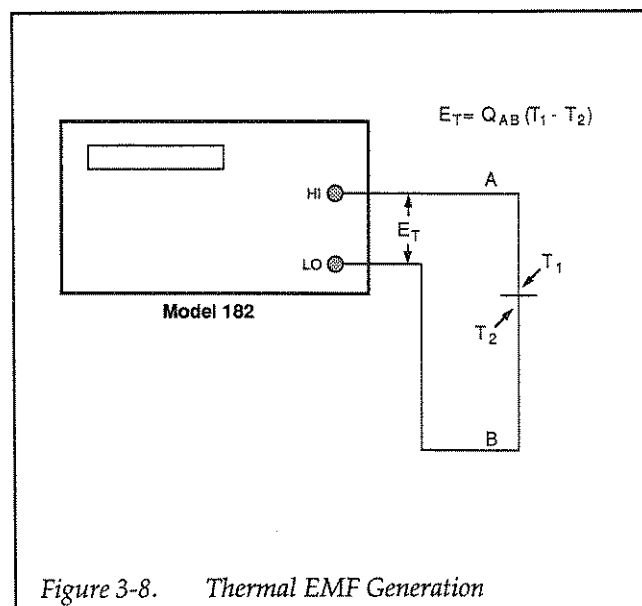 E_T= Q_AB (T_1 - T_2)
A
HI
E_T
LO
T_1
Model 182
T_2
B
Figure 3-8. Thermal EMF Generation